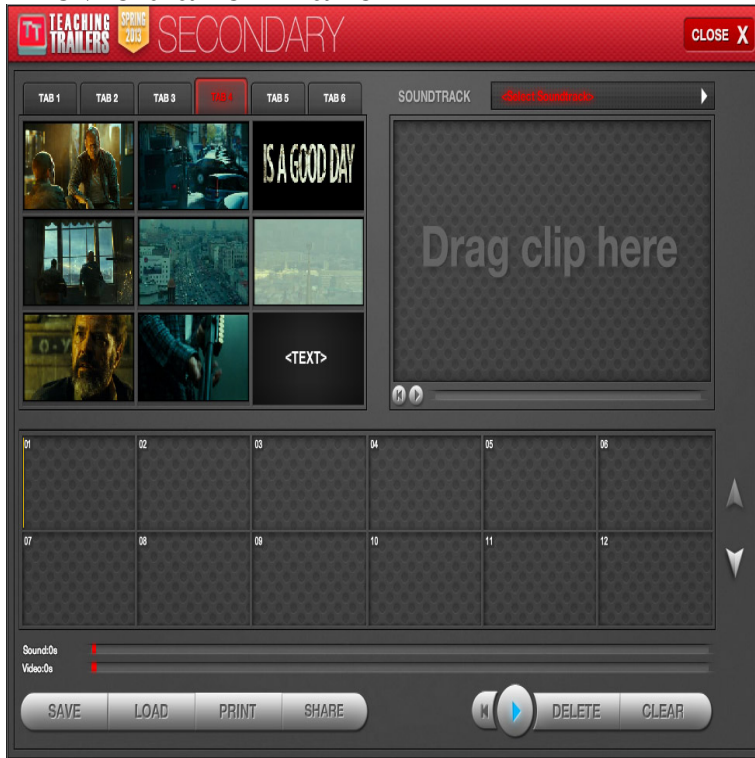 TT TEACHING TRAILERS SPRING 2013 SECONDARY CLOSE X
TAB 1 TAB 2 TAB 3 TAB 4 TAB 5 TAB 6 SOUNDTRACK <Select Soundtrack>
IS A GOOD DAY
Drag clip here
<TEXT>
01 02 03 04 05 06
07 08 09 10 11 12
Sound:0s
Video:0s
SAVE LOAD PRINT SHARE DELETE CLEAR